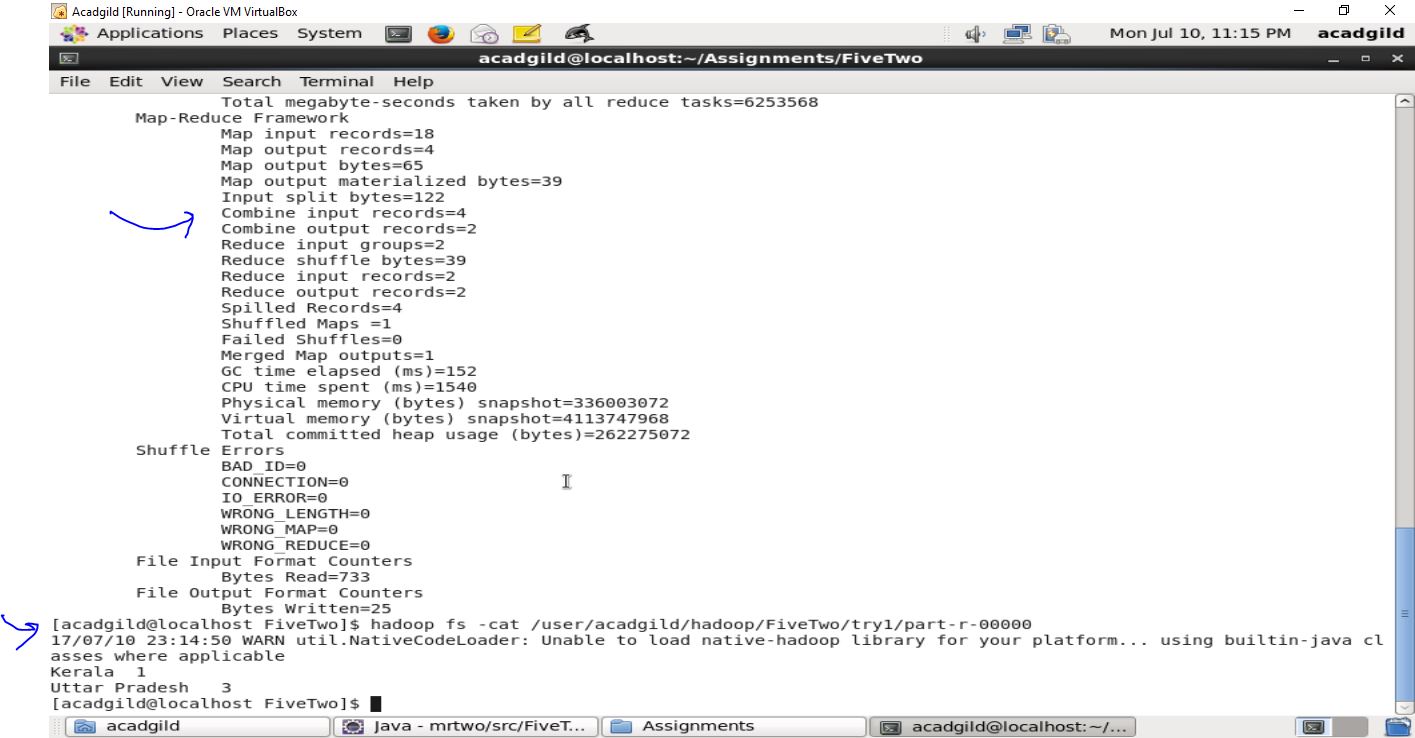 Acadgild [Running] - Oracle VM VirtualBox
Applications Places System Mon Jul 10, 11:15 PM acadgild
acadgild@localhost:~/Assignments/FiveTwo
File Edit View Search Terminal Help
Total megabyte-seconds taken by all reduce tasks=6253568
Map-Reduce Framework
Map input records=18
Map output records=4
Map output bytes=65
Map output materialized bytes=39
Input split bytes=122
Combine input records=4
Combine output records=2
Reduce input groups=2
Reduce shuffle bytes=39
Reduce input records=2
Reduce output records=2
Spilled Records=4
Shuffled Maps =1
Failed Shuffles=0
Merged Map outputs=1
GC time elapsed (ms)=152
CPU time spent (ms)=1540
Physical memory (bytes) snapshot=336003072
Virtual memory (bytes) snapshot=4113747968
Total committed heap usage (bytes)=262275072
Shuffle Errors
BAD_ID=0
CONNECTION=0
IO_ERROR=0
WRONG_LENGTH=0
WRONG_MAP=0
WRONG_REDUCE=0
File Input Format Counters
Bytes Read=733
File Output Format Counters
Bytes Written=25
[acadgild@localhost FiveTwo]$ hadoop fs -cat /user/acadgild/hadoop/FiveTwo/try1/part-r-00000
17/07/10 23:14:50 WARN util.NativeCodeLoader: Unable to load native-hadoop library for your platform... using builtin-java cl
asses where applicable
Kerala 1
Uttar Pradesh 3
[acadgild@localhost FiveTwo]$
acadgild Java - mrtwo/src/FiveT... Assignments acadgild@localhost:~/...